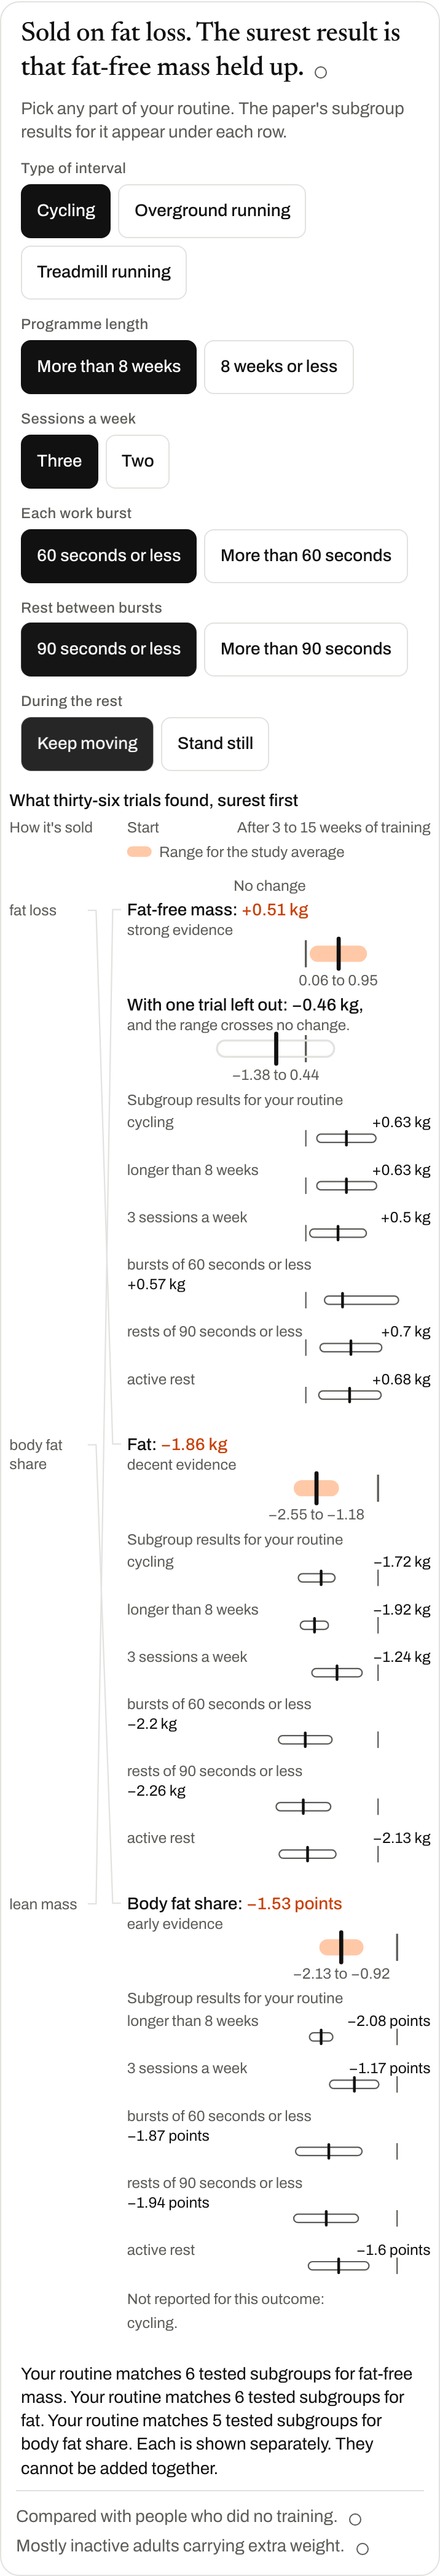 Sold on fat loss. The surest result is
that fat-free mass held up.
Pick any part of your routine. The paper's subgroup
results for it appear under each row.
Type of interval
Cycling
Overground running
Treadmill running
Programme length
More than 8 weeks
8 weeks or less
Sessions a week
Three
Two
Each work burst
60 seconds or less
More than 60 seconds
Rest between bursts
90 seconds or less
More than 90 seconds
During the rest
Keep moving
Stand still
What thirty-six trials found, surest first
How it's sold
Start
After 3 to 15 weeks of training
Range for the study average
No change
fat loss
Fat-free mass: +0.51 kg
strong evidence
0.06 to 0.95
With one trial left out: −0.46 kg,
and the range crosses no change.
−1.38 to 0.44
Subgroup results for your routine
cycling
+0.63 kg
longer than 8 weeks
+0.63 kg
3 sessions a week
+0.5 kg
bursts of 60 seconds or less
+0.57 kg
rests of 90 seconds or less
+0.7 kg
active rest
+0.68 kg
body fat
share
Fat: −1.86 kg
decent evidence
−2.55 to −1.18
Subgroup results for your routine
cycling
−1.72 kg
longer than 8 weeks
−1.92 kg
3 sessions a week
−1.24 kg
bursts of 60 seconds or less
−2.2 kg
rests of 90 seconds or less
−2.26 kg
active rest
−2.13 kg
lean mass
Body fat share: −1.53 points
early evidence
−2.13 to −0.92
Subgroup results for your routine
longer than 8 weeks
−2.08 points
3 sessions a week
−1.17 points
bursts of 60 seconds or less
−1.87 points
rests of 90 seconds or less
−1.94 points
active rest
−1.6 points
Not reported for this outcome:
cycling.
Your routine matches 6 tested subgroups for fat-free
mass. Your routine matches 6 tested subgroups for
fat. Your routine matches 5 tested subgroups for
body fat share. Each is shown separately. They
cannot be added together.
Compared with people who did no training.
Mostly inactive adults carrying extra weight.